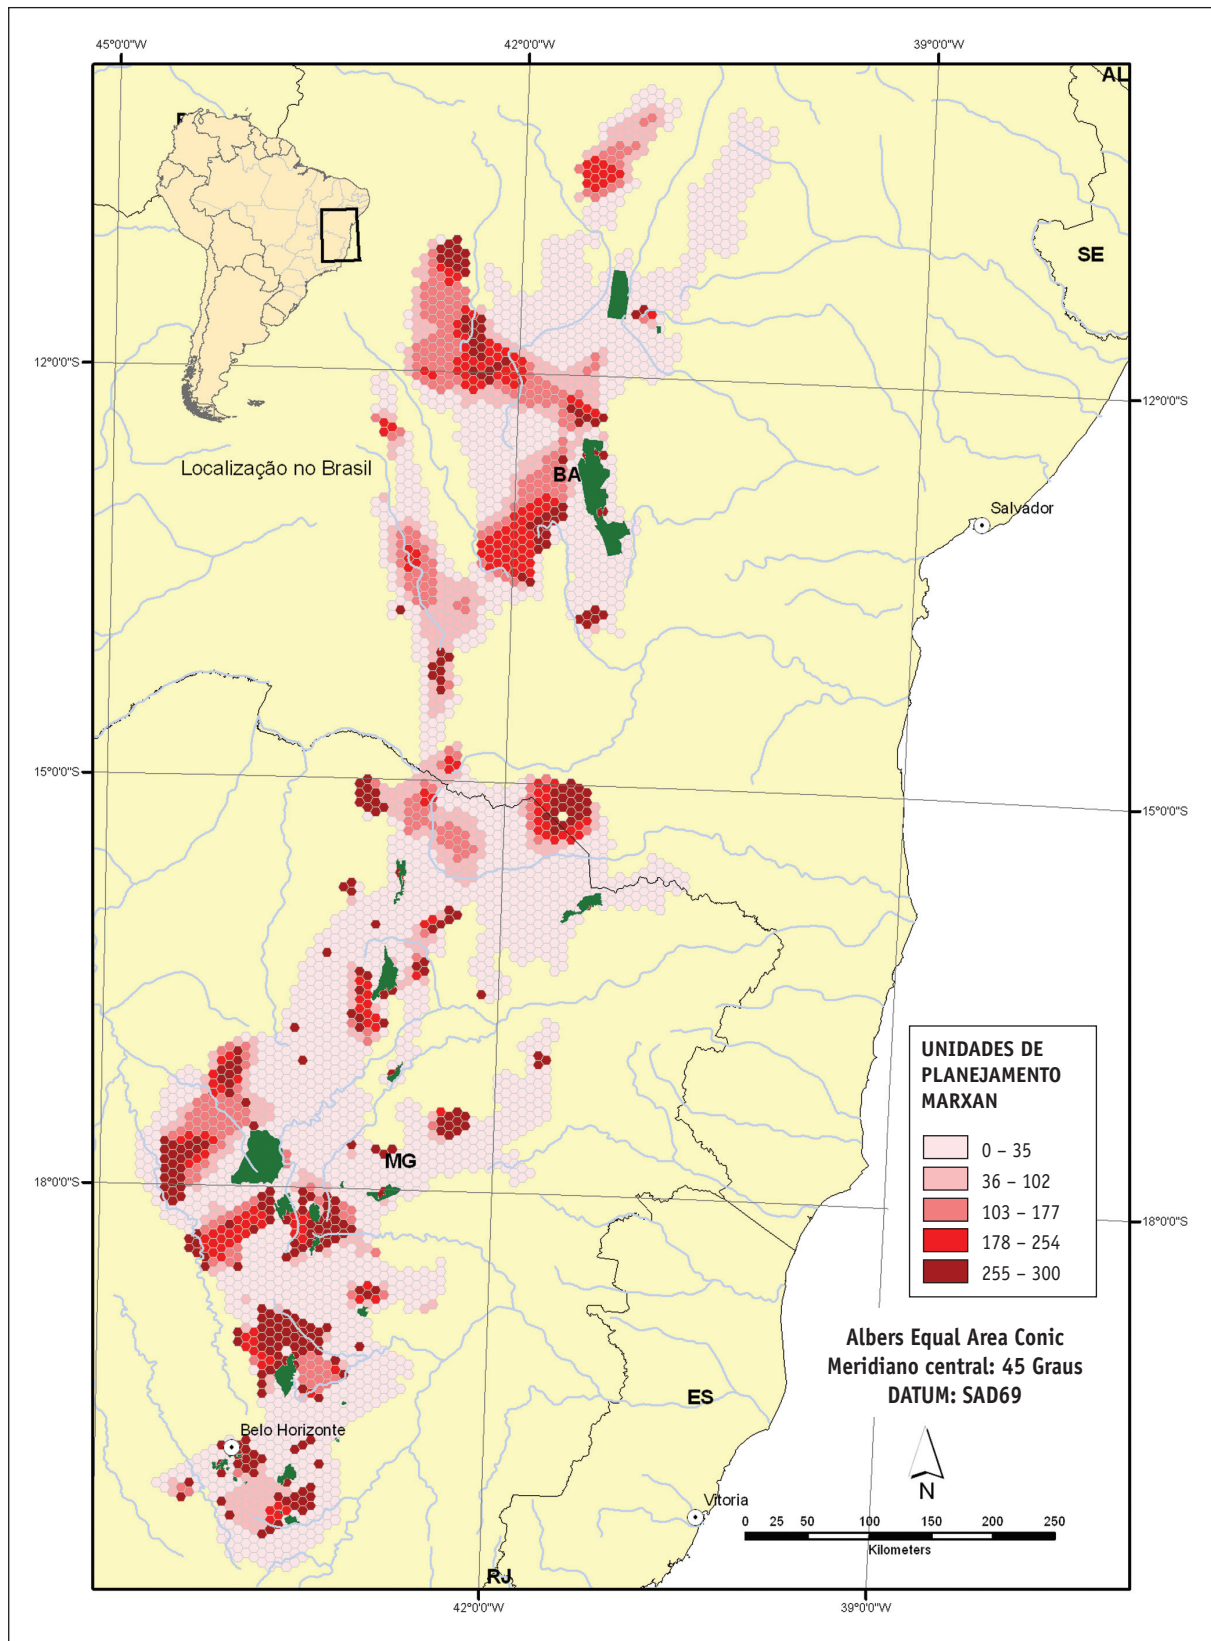 45°0'0"W
42°0'0"W
39°0'0"W
AL
SE
12°0'0"S
12°0'0"S
Localização no Brasil
BA
Salvador
15°0'0"S
15°0'0"S
UNIDADES DE
PLANEJAMENTO
MARXAN
0 – 35
36 – 102
103 – 177
178 – 254
255 – 300
MG
18°0'0"S
18°0'0"S
Albers Equal Area Conic
Meridiano central: 45 Graus
DATUM: SAD69
ES
Belo Horizonte
N
Vitoria
0 25 50 100 150 200 250
Kilometers
RJ
42°0'0"W
39°0'0"W